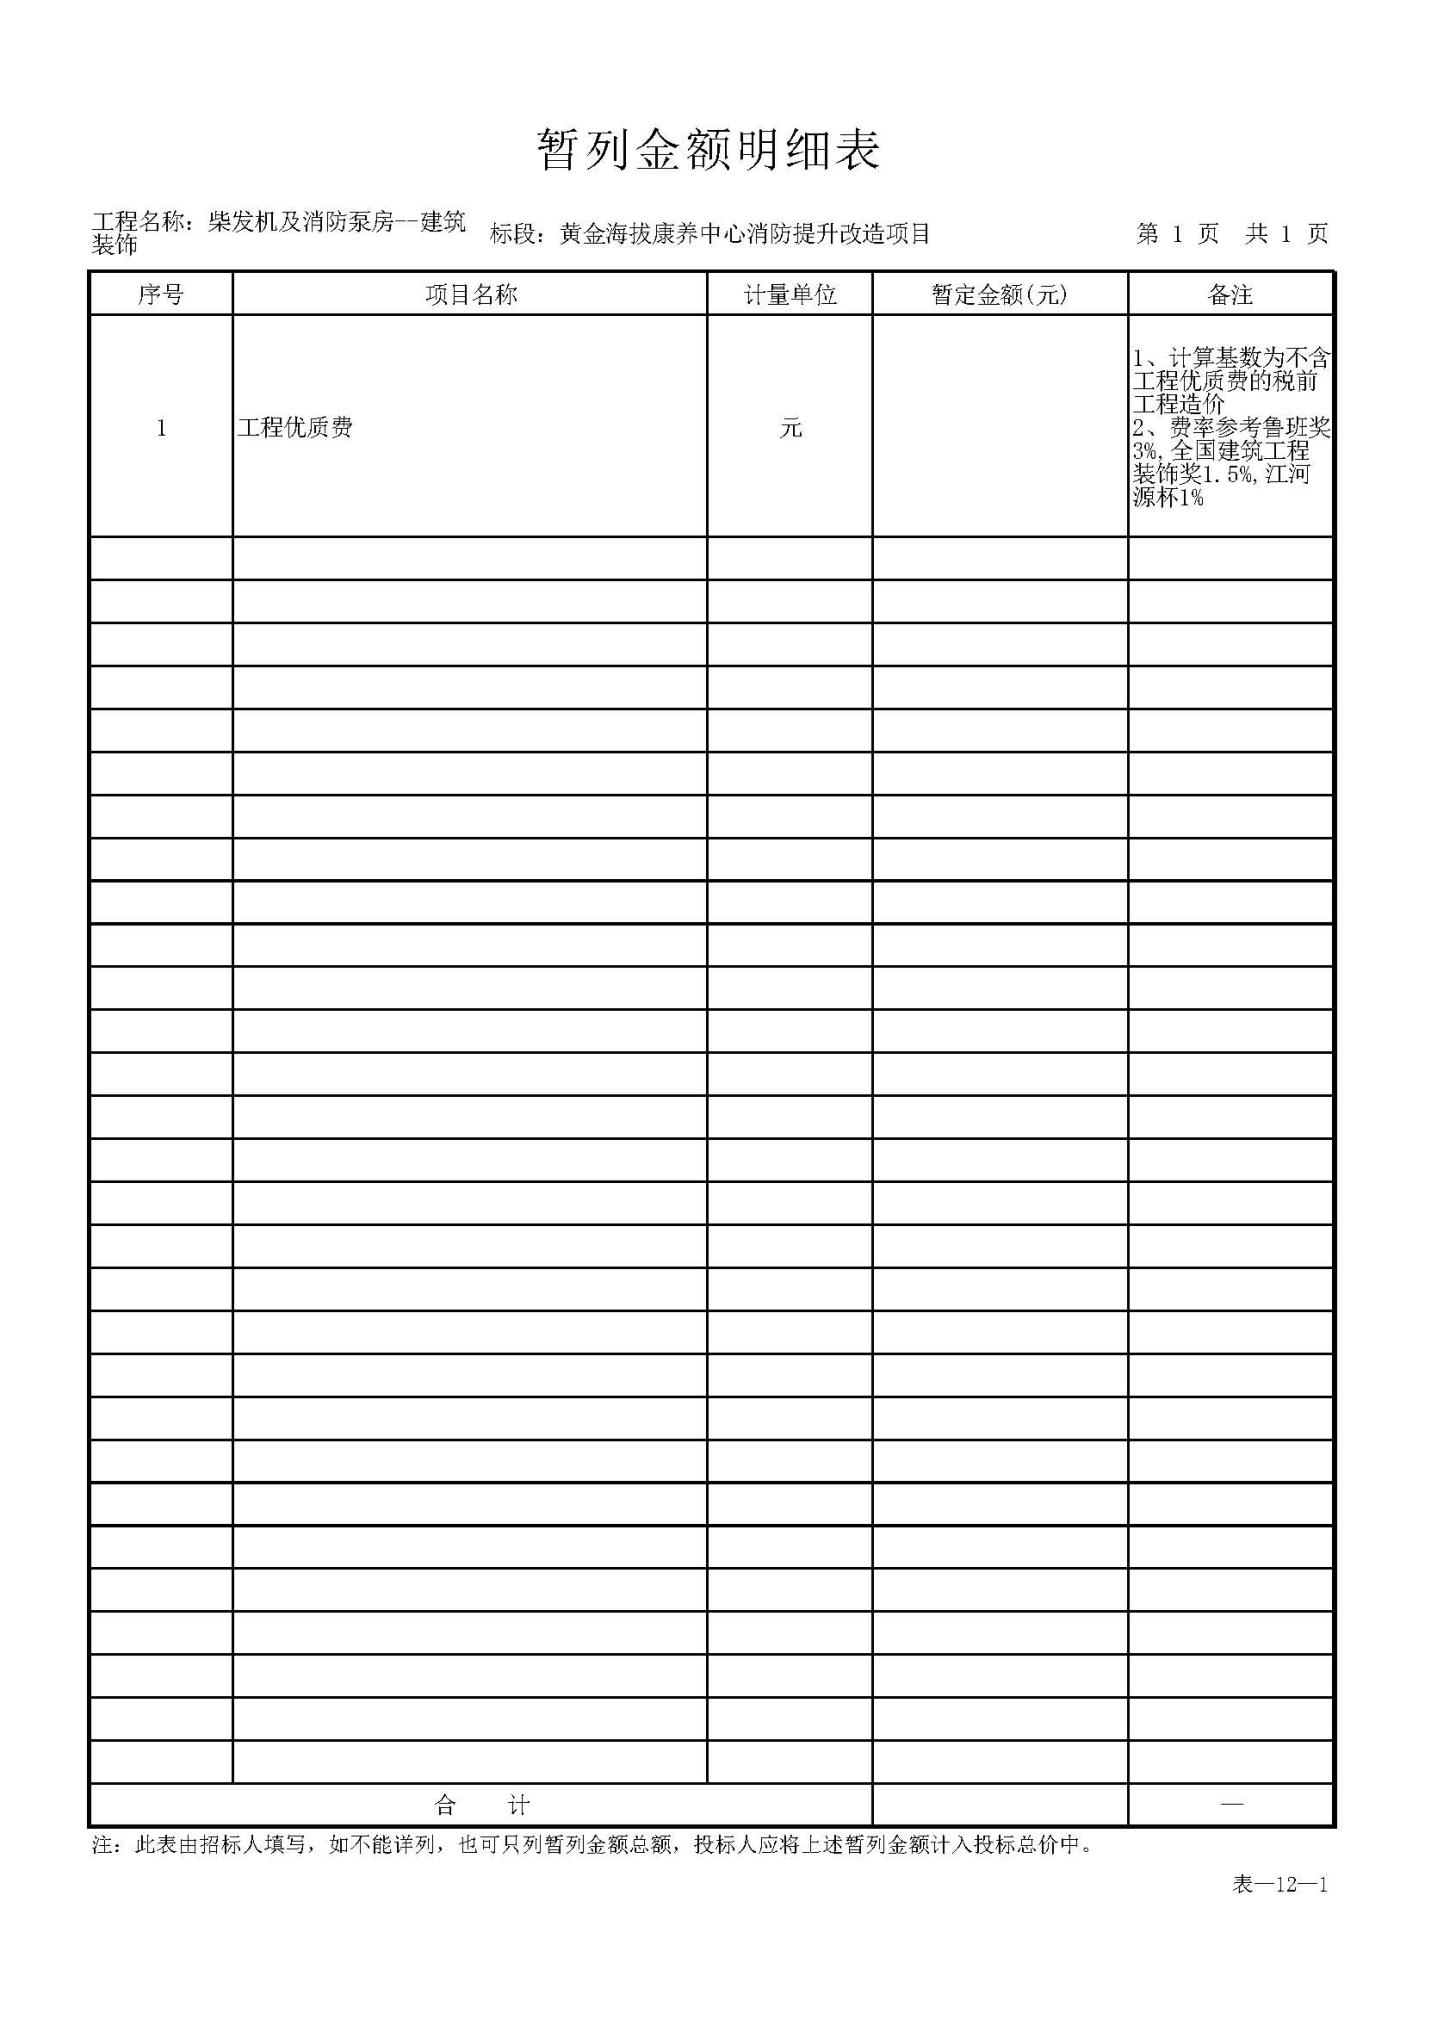 暂列金额明细表
工程名称：柴发机及消防泵房--建筑
装饰
标段：黄金海拔康养中心消防提升改造项目
第 1 页 共 1 页
序号 项目名称 计量单位 暂定金额(元) 备注
1 工程优质费 元
1、计算基数为不含
工程优质费的税前
工程造价
2、费率参考鲁班奖
3%,全国建筑工程
装饰奖1.5%,江河
源杯1%
合 计 —
注：此表由招标人填写，如不能详列，也可只列暂列金额总额，投标人应将上述暂列金额计入投标总价中。
表—12—1